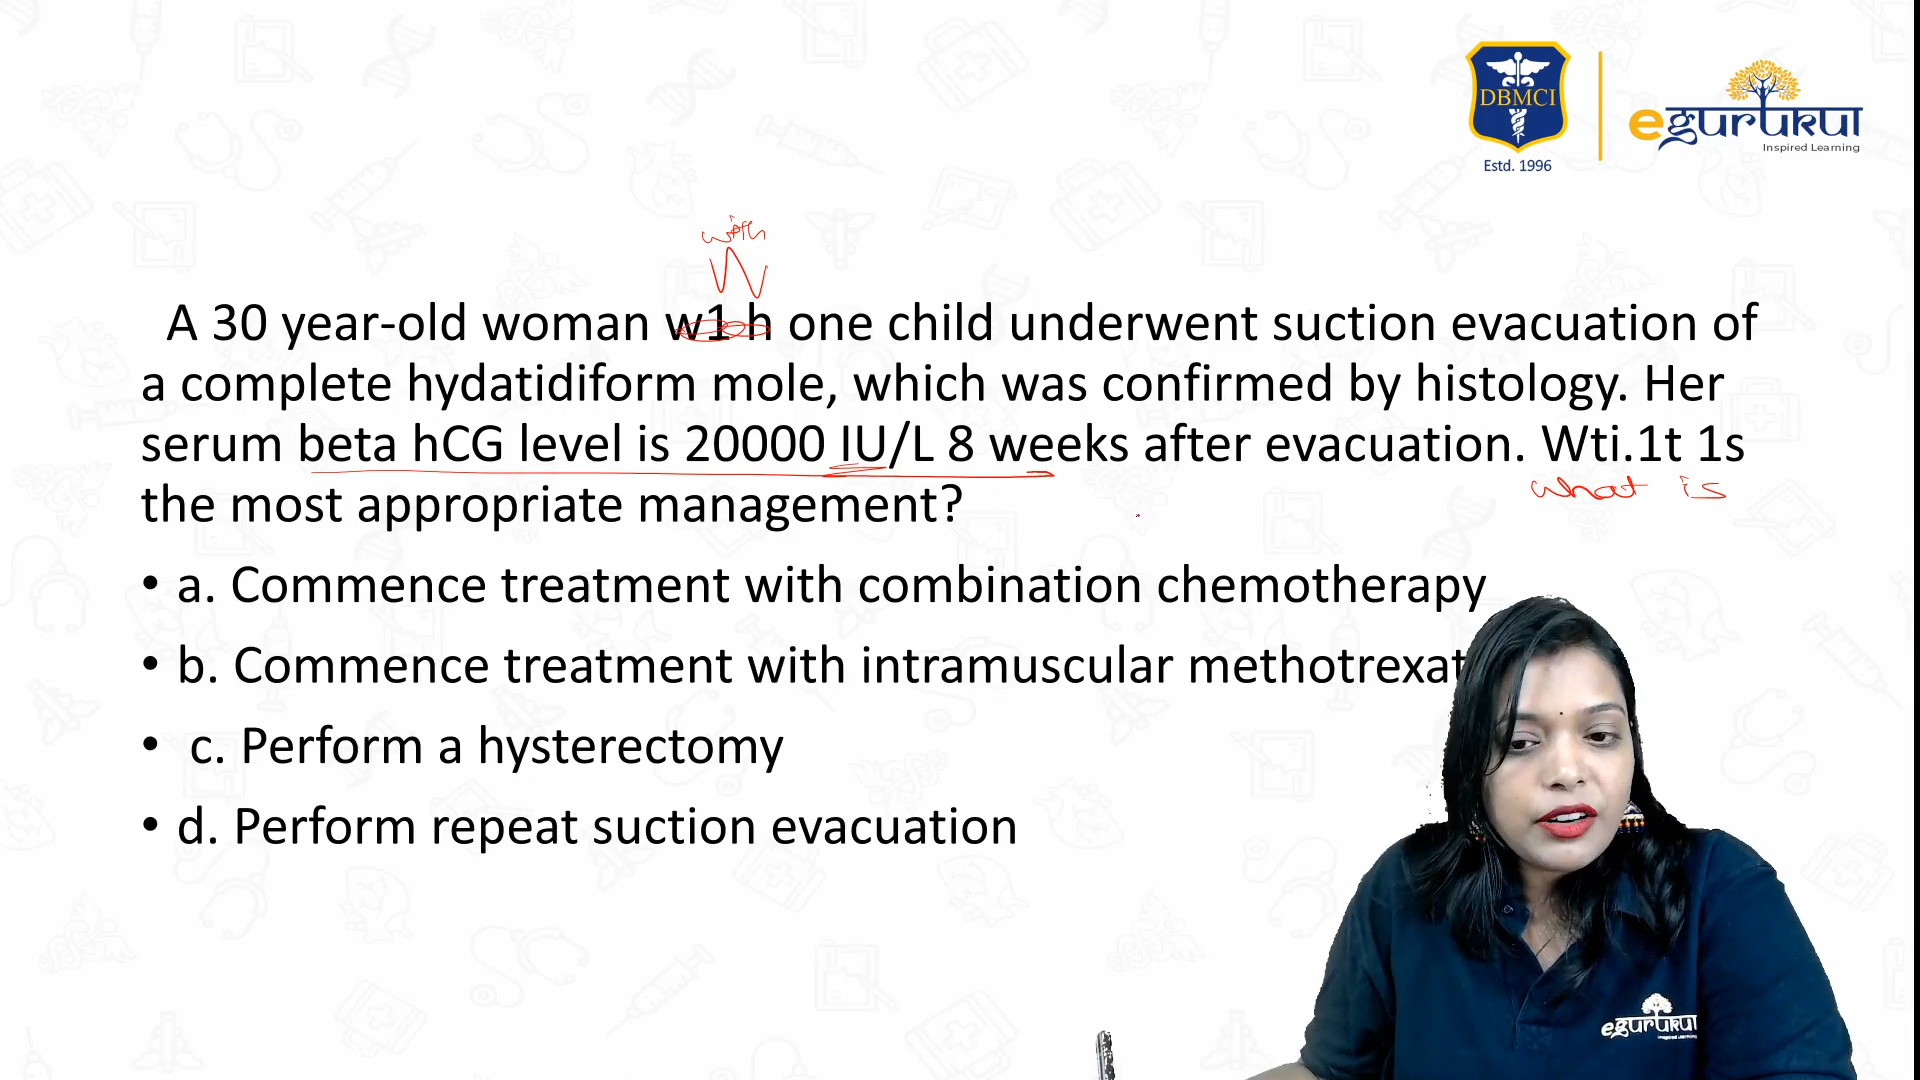 DBMCI
Estd. 1996
egurukul
Inspired Learning
with
W
A 30 year-old woman w1 h one child underwent suction evacuation of
a complete hydatidiform mole, which was confirmed by histology. Her
serum beta hCG level is 20000 IU/L 8 weeks after evacuation. Wti.1t 1s
what is
the most appropriate management?
• a. Commence treatment with combination chemotherapy
• b. Commence treatment with intramuscular methotrexat
• c. Perform a hysterectomy
• d. Perform repeat suction evacuation
egurukul
Inspired Learning